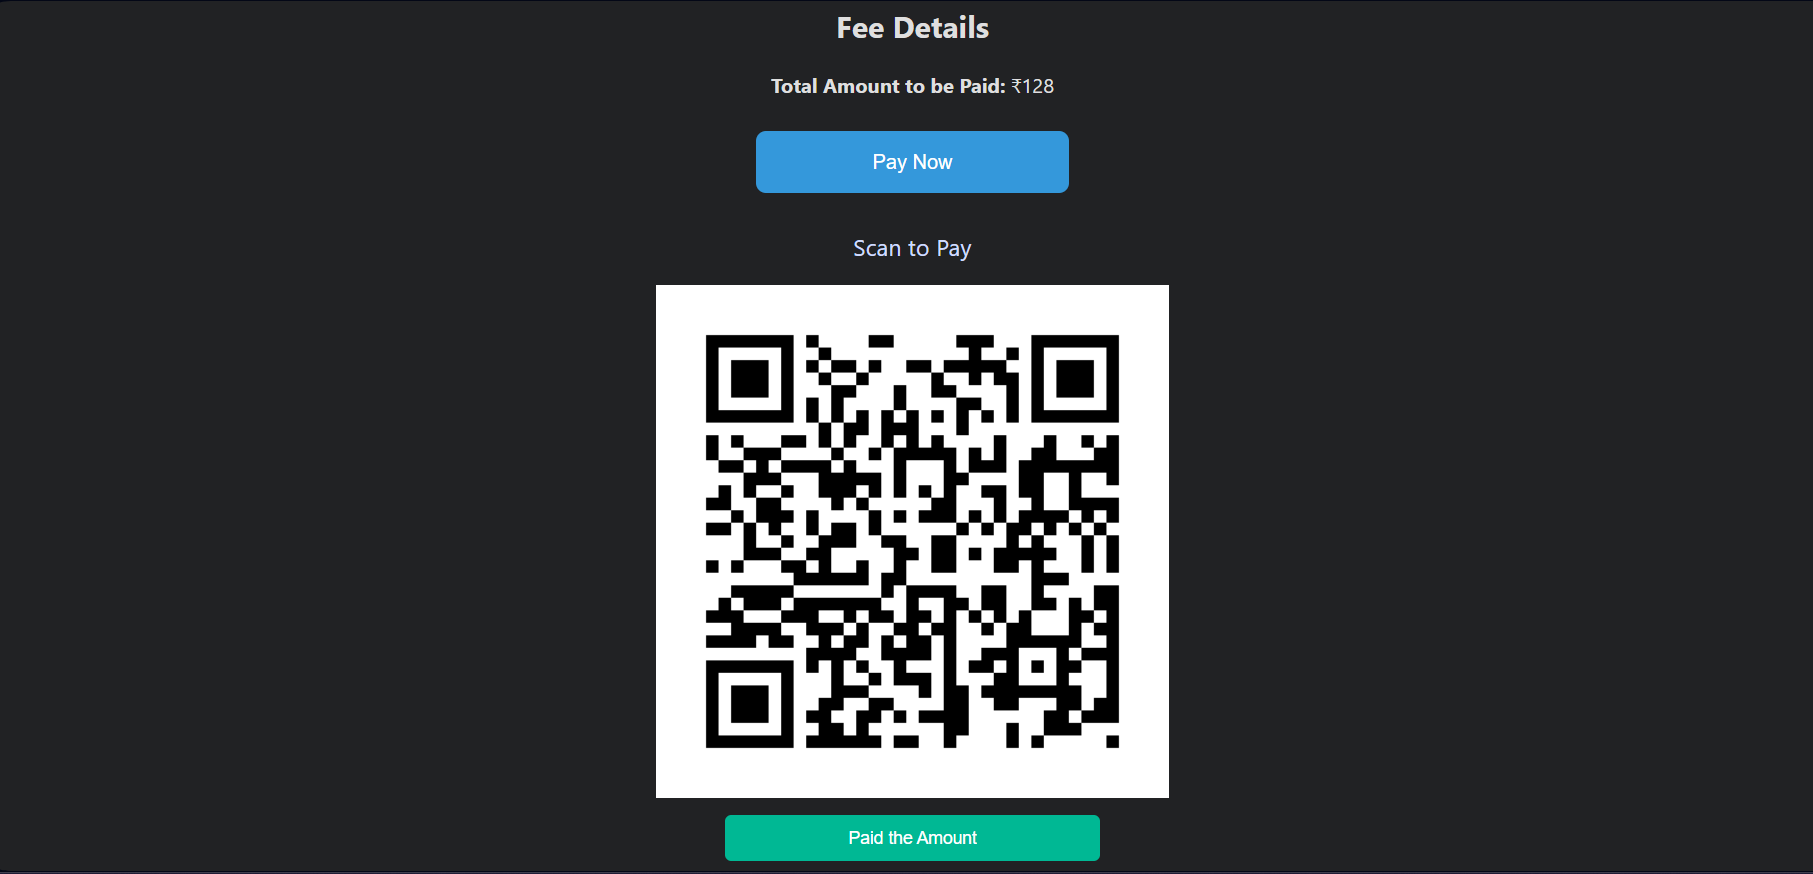 Fee Details
Total Amount to be Paid: ₹128
Pay Now
Scan to Pay
Paid the Amount